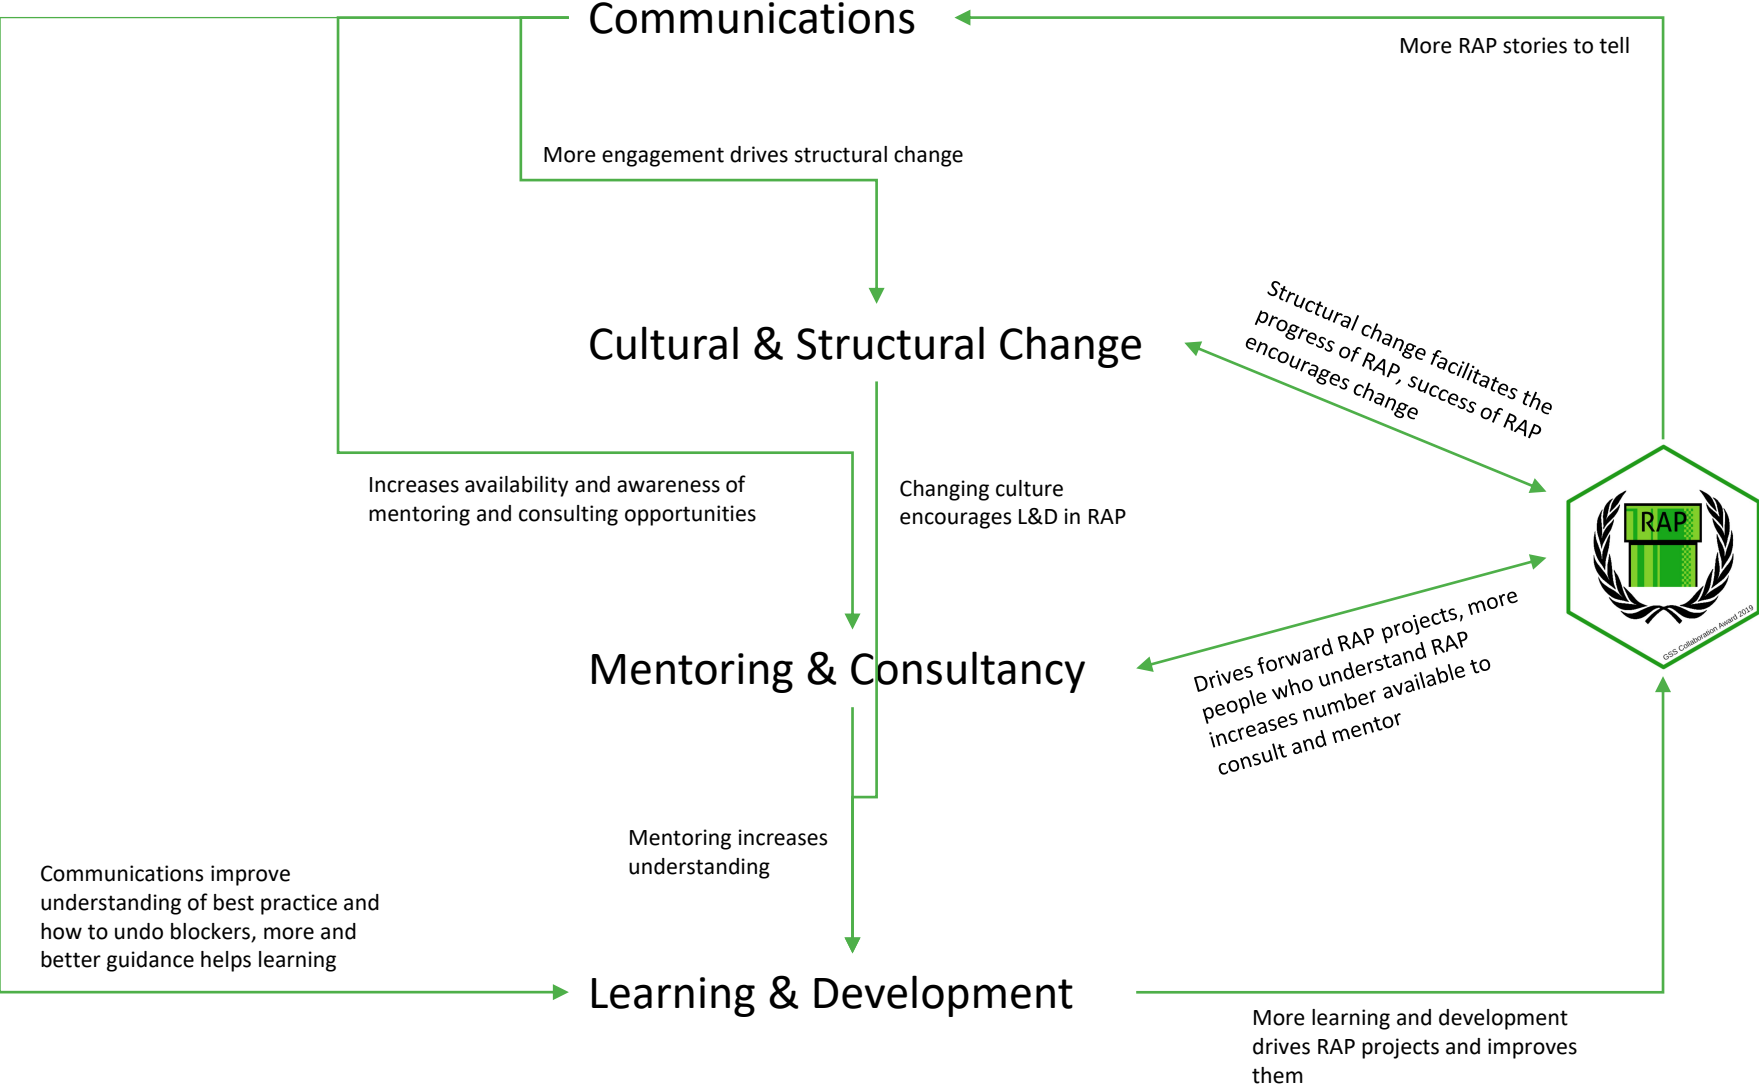 Communications
More RAP stories to tell
More engagement drives structural change
Structural change facilitates the
progress of RAP, success of RAP
encourages change
Cultural & Structural Change
Increases availability and awareness of
mentoring and consulting opportunities
Changing culture
encourages L&D in RAP
RAP
GSS Collaboration Award 2019
Drives forward RAP projects, more
people who understand RAP
increases number available to
consult and mentor
Mentoring & Consultancy
Mentoring increases
understanding
Communications improve
understanding of best practice and
how to undo blockers, more and
better guidance helps learning
Learning & Development
More learning and development
drives RAP projects and improves
them